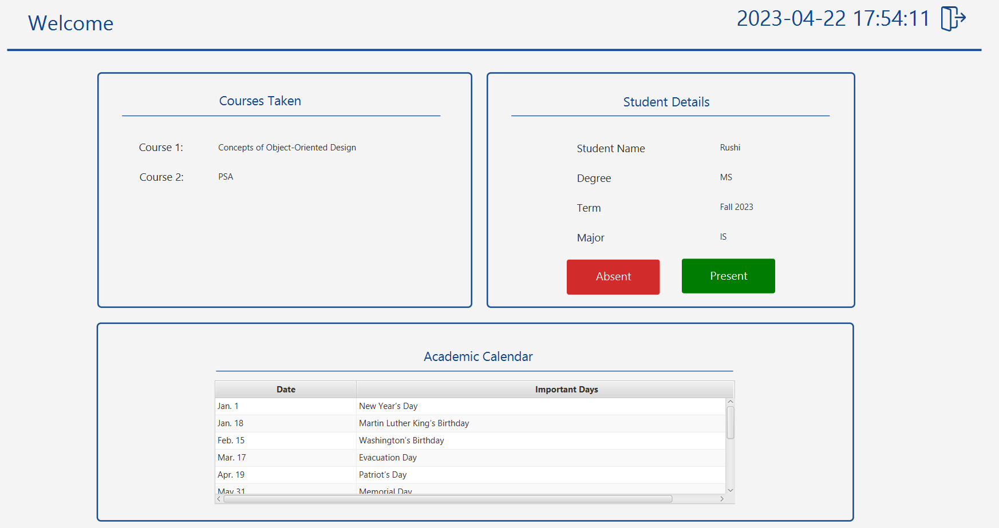 Welcome
2023-04-22 17:54:11
Courses Taken
Course 1: Concepts of Object-Oriented Design
Course 2: PSA
Student Details
Student Name Rushi
Degree MS
Term Fall 2023
Major IS
Absent Present
Academic Calendar
Date Important Days
Jan. 1 New Year’s Day
Jan. 18 Martin Luther King’s Birthday
Feb. 15 Washington’s Birthday
Mar. 17 Evacuation Day
Apr. 19 Patriot’s Day
May 31 Memorial Day